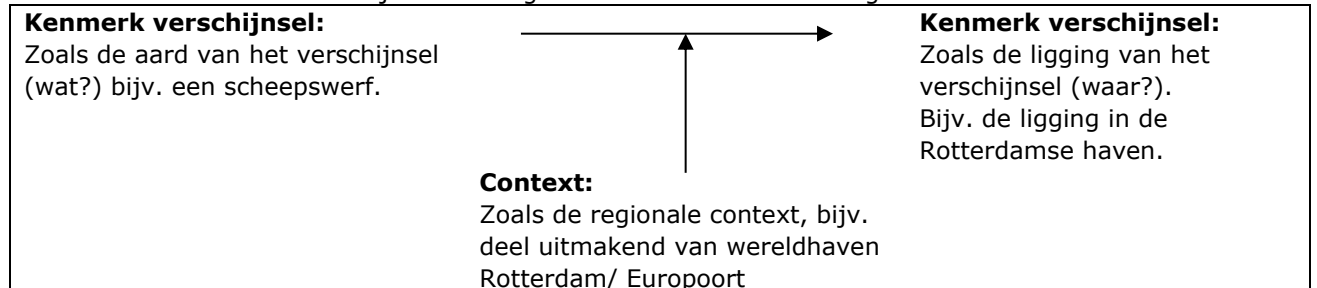 Kenmerk verschijnsel:
Zoals de aard van het verschijnsel
(wat?) bijv. een scheepswerf.
Kenmerk verschijnsel:
Zoals de ligging van het
verschijnsel (waar?).
Bijv. de ligging in de
Rotterdamse haven.
Context:
Zoals de regionale context, bijv.
deel uitmakend van wereldhaven
Rotterdam/ Europoort